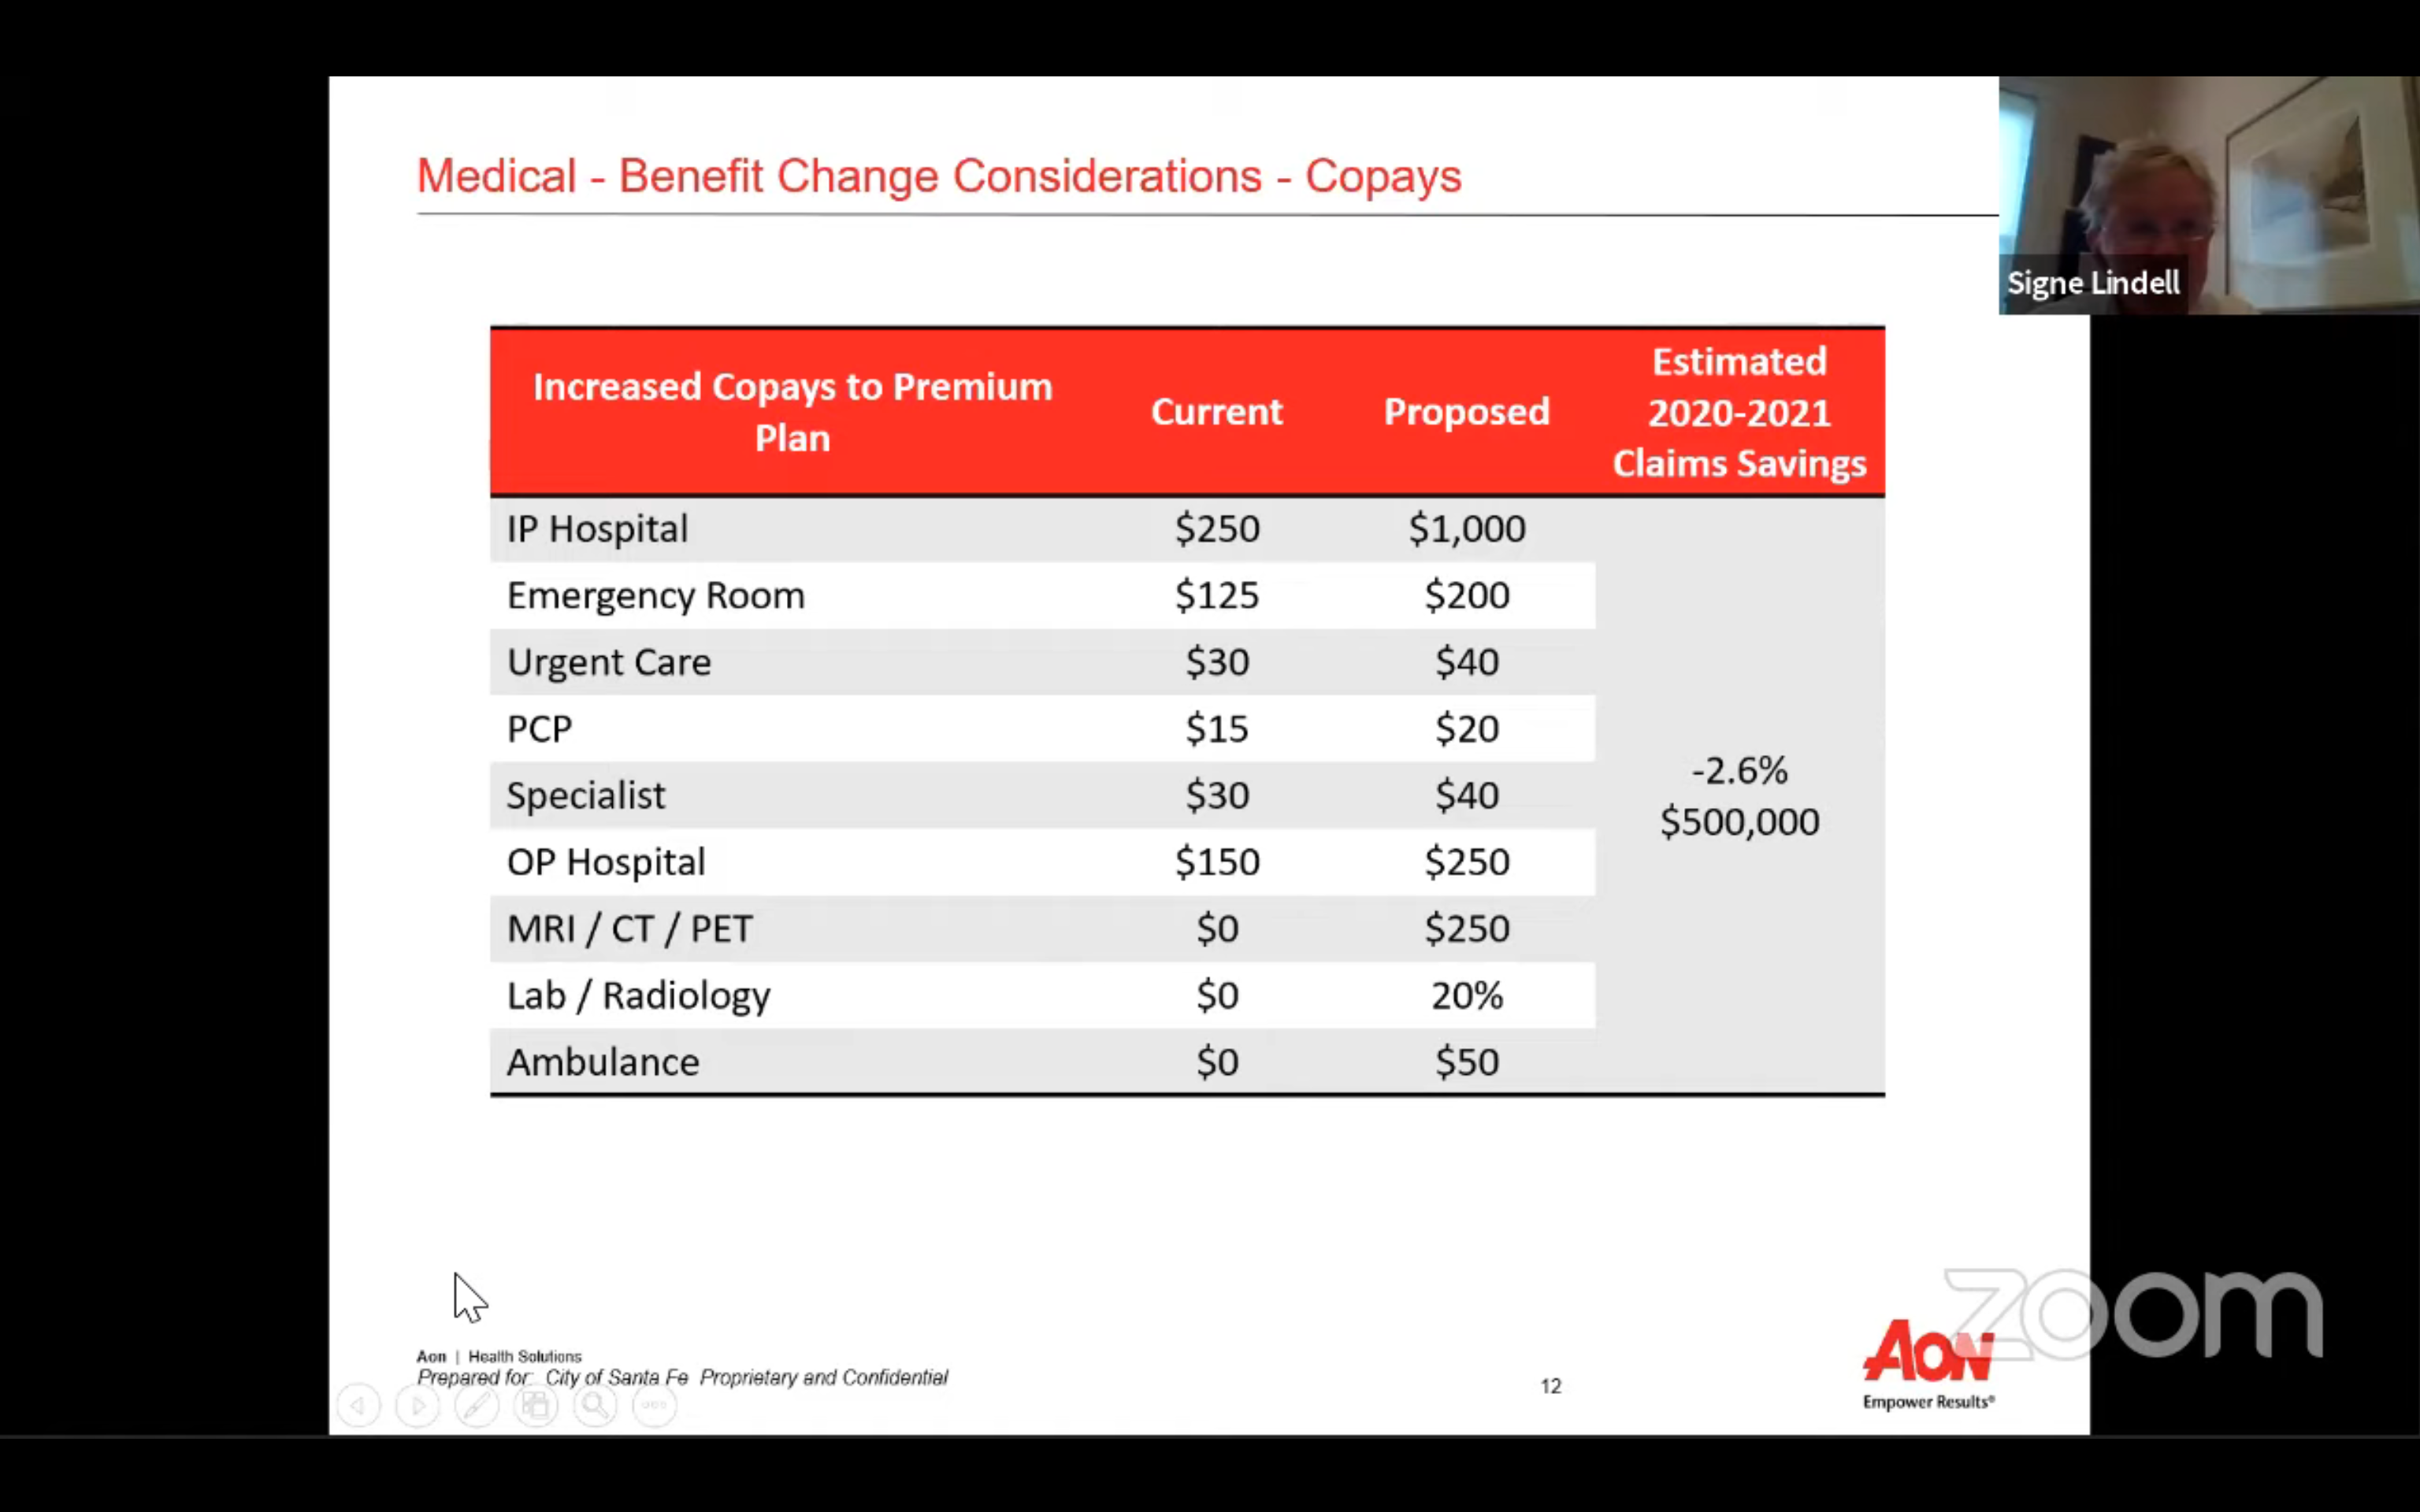 Medical - Benefit Change Considerations - Copays
Signe Lindell
Increased Copays to Premium
Plan
Current
Proposed
Estimated
2020-2021
Claims Savings
IP Hospital $250 $1,000
Emergency Room $125 $200
Urgent Care $30 $40
PCP $15 $20
Specialist $30 $40
OP Hospital $150 $250
MRI / CT / PET $0 $250
Lab / Radiology $0 20%
Ambulance $0 $50
-2.6%
$500,000
Aon | Health Solutions
Prepared for: City of Santa Fe Proprietary and Confidential
12
AON
Empower Results®
zoom